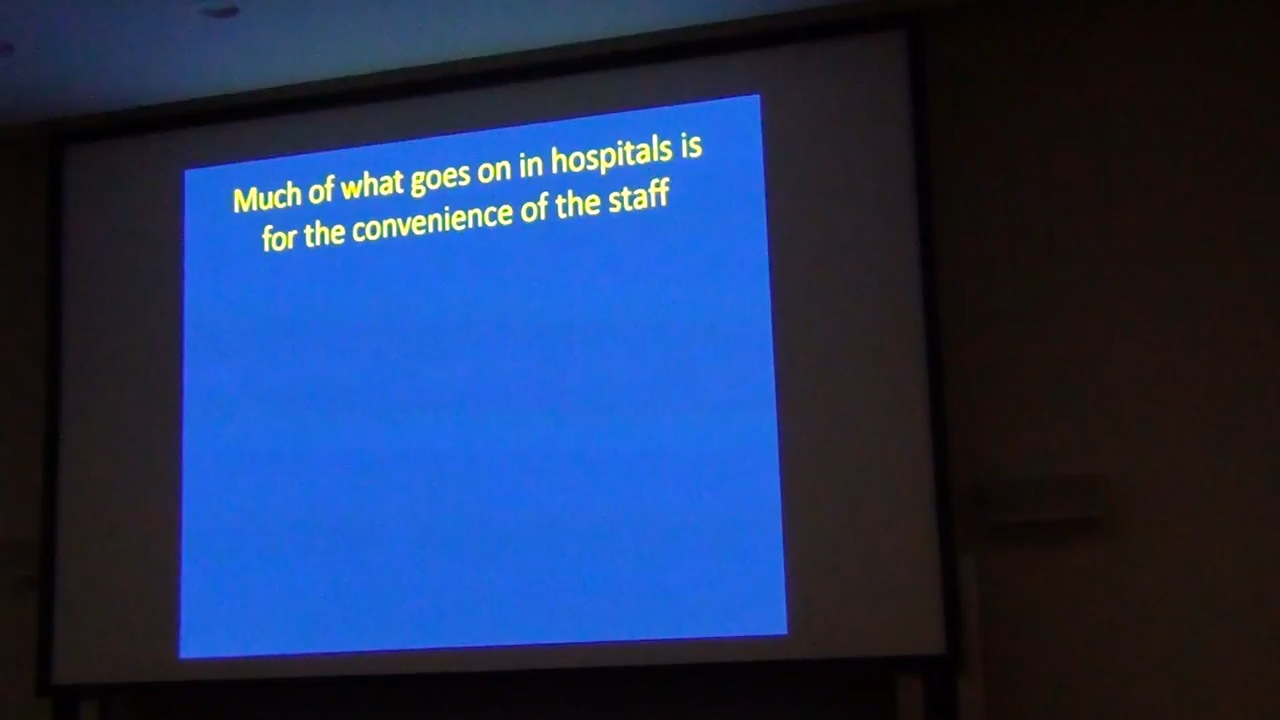 Much of what goes on in hospitals is
for the convenience of the staff